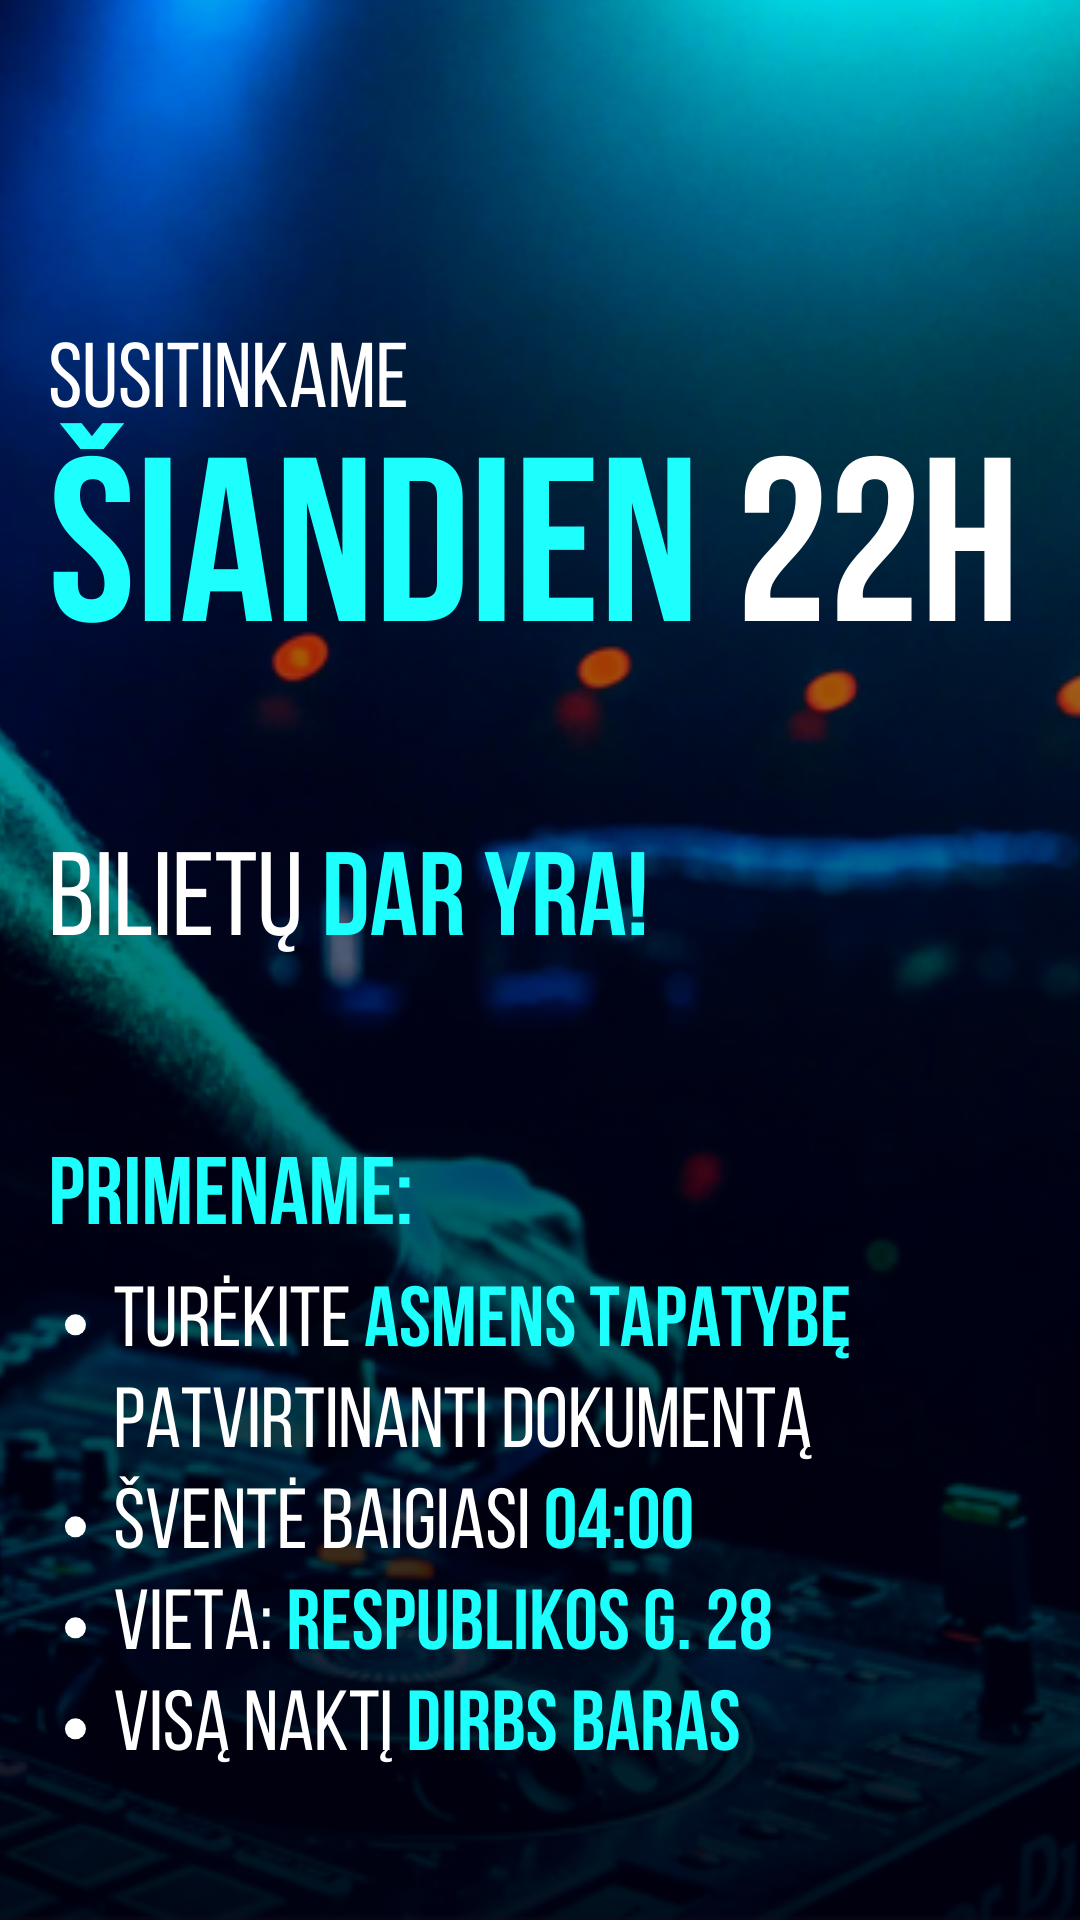 SUSITINKAME
ŠIANDIEN 22H
BILIETŲ DAR YRA!
PRIMENAME:
• TURĖKITE ASMENS TAPATYBĘ
PATVIRTINANTI DOKUMENTĄ
• ŠVENTĖ BAIGIASI 04:00
• VIETA: RESPUBLIKOS G. 28
• VISĄ NAKTĮ DIRBS BARAS